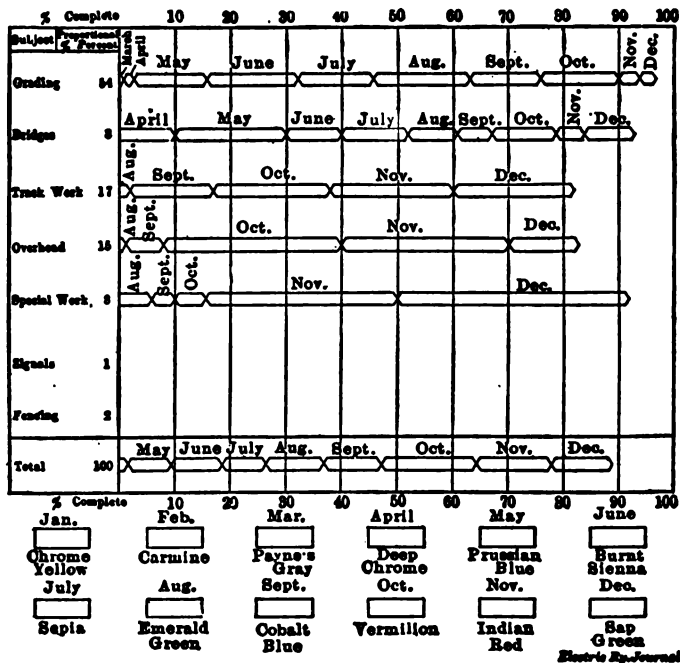 % Complete 10 20 30 40 50 60 70 80 90 100
Subject Proportional % Percent March April May June July Aug. Sept. Oct. Nov. Dec.
Grading 54
Bridges 3 April May June July Aug. Sept. Oct. Nov. Dec.
Track Work 17 Aug. Sept. Oct. Nov. Dec.
Overhead 15 Aug. Sept. Oct. Nov. Dec.
Special Work. 8 Aug. Sept. Oct. Nov. Dec.
Signals 1
Fencing 2
Total 100 May June July Aug. Sept. Oct. Nov. Dec.
% Complete 10 20 30 40 50 60 70 80 90 100
Jan. Feb. Mar. April May June
Chrome Yellow Carmine Payne's Gray Deep Chrome Prussian Blue Burnt Sienna
July Aug. Sept. Oct. Nov. Dec.
Sepia Emerald Green Cobalt Blue Vermilion Indian Red Sap Green
Electric Ry. Journal